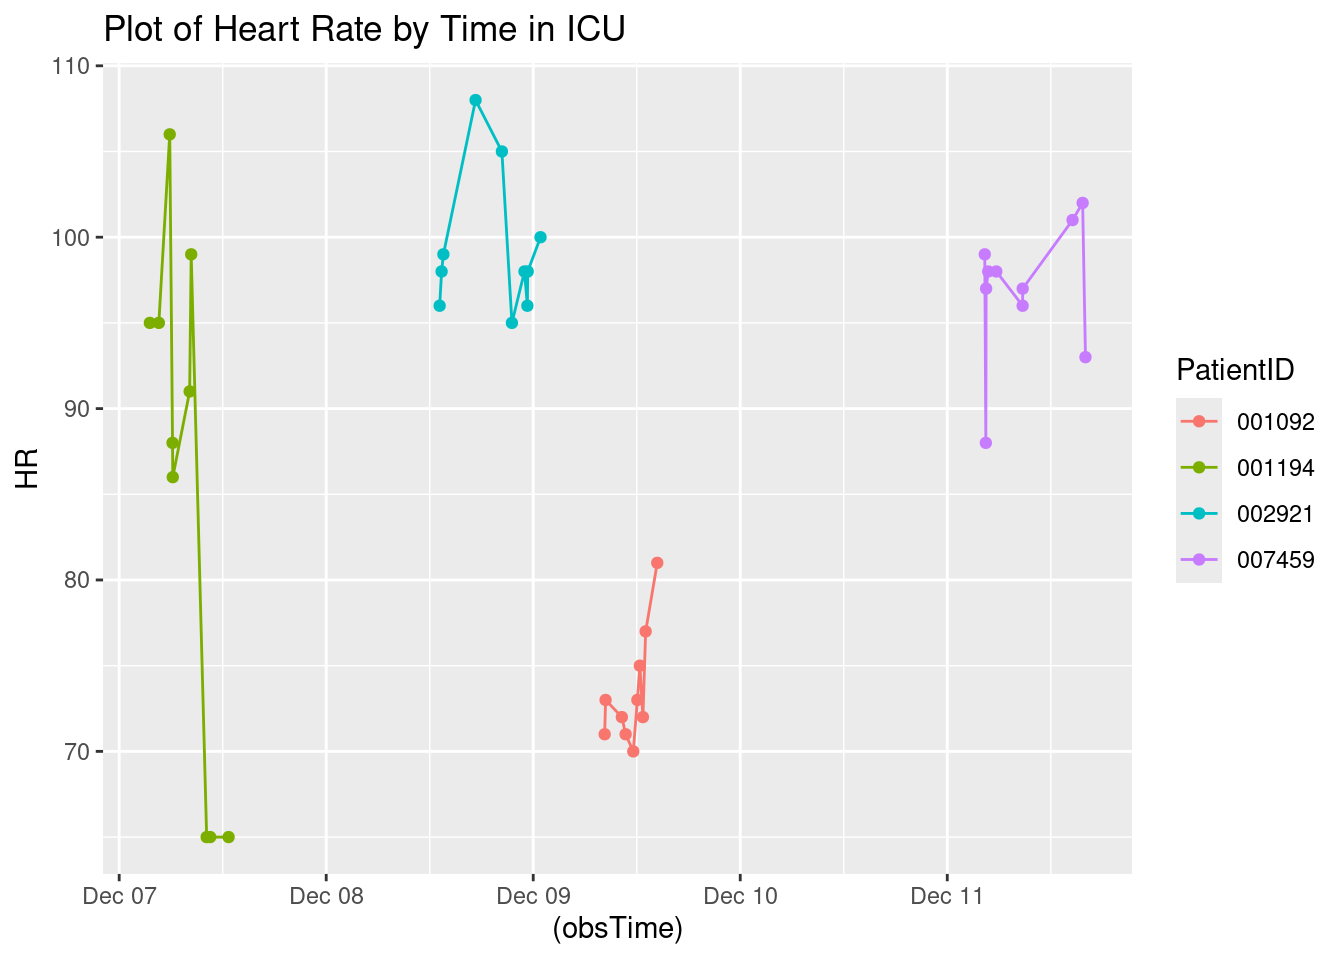 Plot of Heart Rate by Time in ICU
110
100
90
80
70
HR
Dec 07 Dec 08 Dec 09 Dec 10 Dec 11
(obsTime)
PatientID
001092
001194
002921
007459